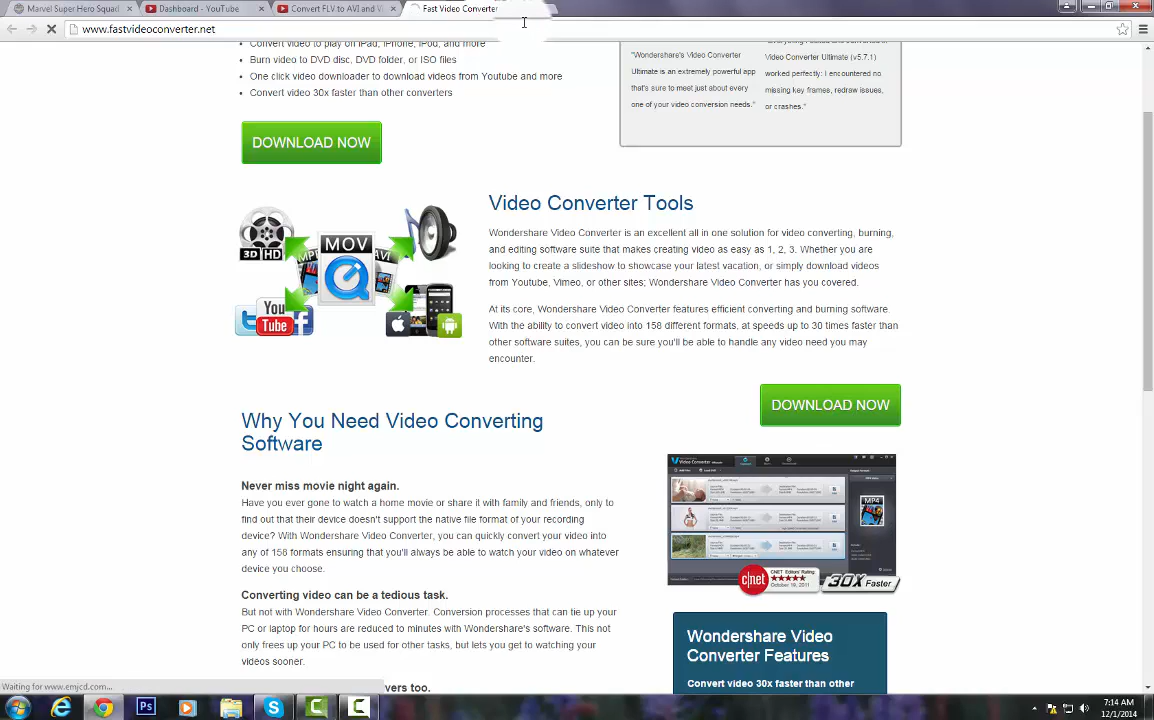 Marvel Super Hero Squad
Dashboard - YouTube
Convert FLV to AVI and V
Fast Video Converter
www.fastvideoconverter.net
Convert video to play on iPad, iPhone, iPod, and more
Burn video to DVD disc, DVD folder, or ISO files
One click video downloader to download videos from Youtube and more
Convert video 30x faster than other converters
"Wondershare's Video Converter
Ultimate is an extremely powerful app
that's sure to meet just about every
one of your video conversion needs."
Video Converter Ultimate (v5.7.1)
worked perfectly: I encountered no
missing key frames, redraw issues,
or crashes."
DOWNLOAD NOW
3D HD
MOV
You
Tube
Video Converter Tools
Wondershare Video Converter is an excellent all in one solution for video converting, burning,
and editing software suite that makes creating video as easy as 1, 2, 3. Whether you are
looking to create a slideshow to showcase your latest vacation, or simply download videos
from Youtube, Vimeo, or other sites; Wondershare Video Converter has you covered.
At its core, Wondershare Video Converter features efficient converting and burning software.
With the ability to convert video into 158 different formats, at speeds up to 30 times faster than
other software suites, you can be sure you'll be able to handle any video need you may
encounter.
DOWNLOAD NOW
Why You Need Video Converting
Software
Never miss movie night again.
Have you ever gone to watch a home movie or share it with family and friends, only to
find out that their device doesn't support the native file format of your recording
device? With Wondershare Video Converter, you can quickly convert your video into
any of 158 formats ensuring that you'll always be able to watch your video on whatever
device you choose.
Converting video can be a tedious task.
But not with Wondershare Video Converter. Conversion processes that can tie up your
PC or laptop for hours are reduced to minutes with Wondershare's software. This not
only frees up your PC to be used for other tasks, but lets you get to watching your
videos sooner.
vers too.
Video Converter
MP4
cnet
CNET Editors' Rating
October 19, 2011
30X Faster
Wondershare Video
Converter Features
Convert video 30x faster than other
Waiting for www.emjcd.com...
Ps
7:14 AM
12/1/2014